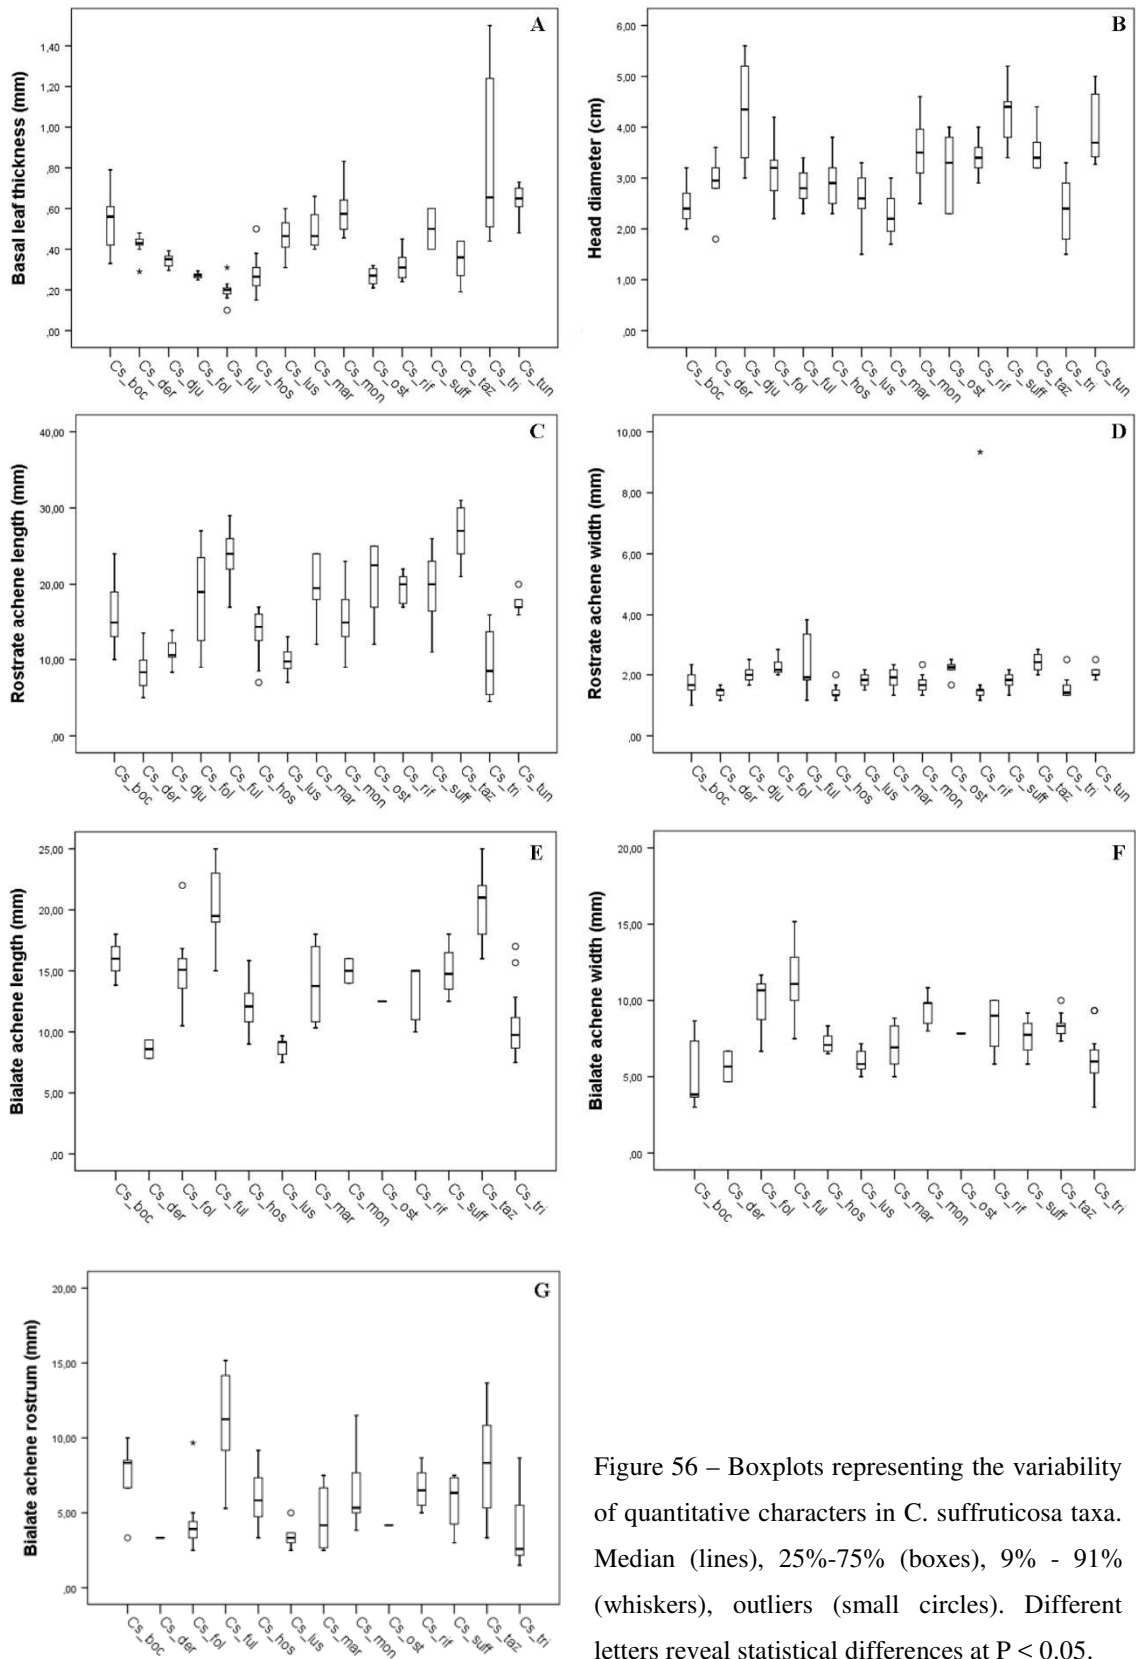 A
Basal leaf thickness (mm)
1,40
1,20
1,00
,80
,60
,40
,20
,00
Cs_boc Cs_der Cs_dju Cs_fol Cs_ful Cs_hos Cs_lus Cs_mar Cs_mon Cs_ost Cs_rif Cs_suff Cs_taz Cs_tri Cs_tun
B
Head diameter (cm)
6,00
5,00
4,00
3,00
2,00
1,00
,00
Cs_boc Cs_der Cs_dju Cs_fol Cs_ful Cs_hos Cs_lus Cs_mar Cs_mon Cs_ost Cs_rif Cs_suff Cs_taz Cs_tri Cs_tun
C
Rostrate achene length (mm)
40,00
30,00
20,00
10,00
,00
Cs_boc Cs_der Cs_dju Cs_fol Cs_ful Cs_hos Cs_lus Cs_mar Cs_mon Cs_ost Cs_rif Cs_suff Cs_taz Cs_tri Cs_tun
D
Rostrate achene width (mm)
10,00
8,00
6,00
4,00
2,00
,00
Cs_boc Cs_der Cs_dju Cs_fol Cs_ful Cs_hos Cs_lus Cs_mar Cs_mon Cs_ost Cs_rif Cs_suff Cs_taz Cs_tri Cs_tun
E
Bialate achene length (mm)
25,00
20,00
15,00
10,00
5,00
,00
Cs_boc Cs_der Cs_fol Cs_ful Cs_hos Cs_lus Cs_mar Cs_mon Cs_ost Cs_rif Cs_suff Cs_taz Cs_tri
F
Bialate achene width (mm)
20,00
15,00
10,00
5,00
,00
Cs_boc Cs_der Cs_fol Cs_ful Cs_hos Cs_lus Cs_mar Cs_mon Cs_ost Cs_rif Cs_suff Cs_taz Cs_tri
G
Bialate achene rostrum (mm)
20,00
15,00
10,00
5,00
,00
Cs_boc Cs_der Cs_fol Cs_ful Cs_hos Cs_lus Cs_mar Cs_mon Cs_ost Cs_rif Cs_suff Cs_taz Cs_tri
Figure 56 – Boxplots representing the variability
of quantitative characters in C. suffruticosa taxa.
Median (lines), 25%-75% (boxes), 9% - 91%
(whiskers), outliers (small circles). Different
letters reveal statistical differences at P < 0.05.